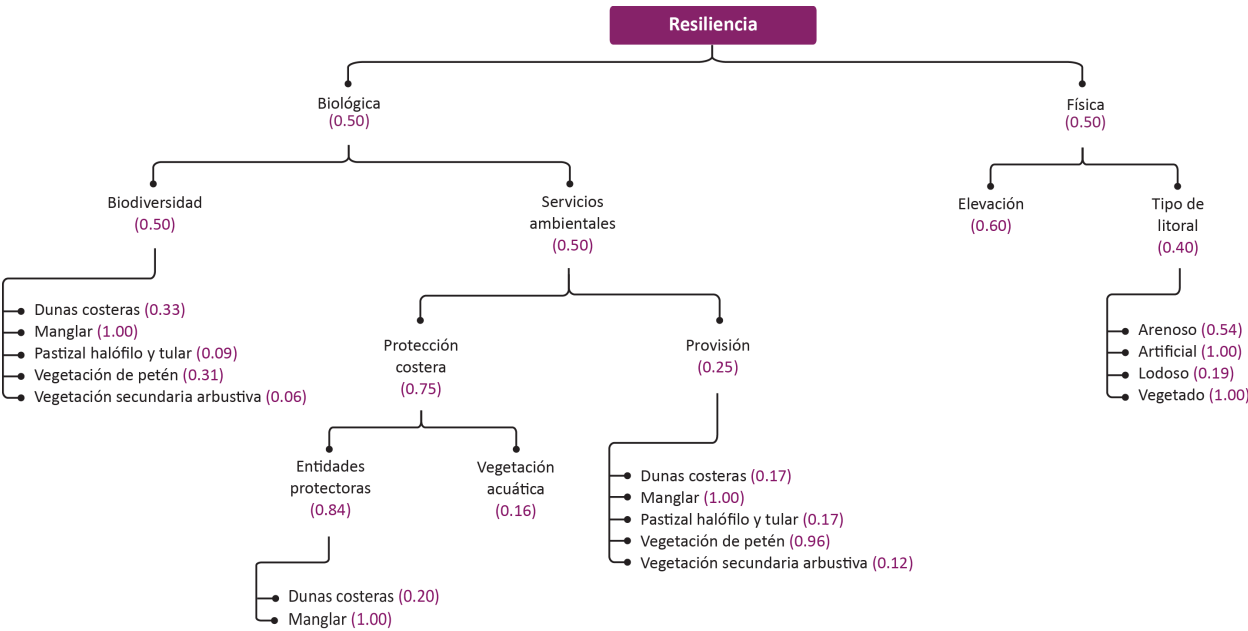 Resiliencia
Biológica
(0.50)
Física
(0.50)
Biodiversidad
(0.50)
Servicios
ambientales
(0.50)
Elevación
(0.60)
Tipo de
litoral
(0.40)
Dunas costeras (0.33)
Manglar (1.00)
Pastizal halófilo y tular (0.09)
Vegetación de petén (0.31)
Vegetación secundaria arbustiva (0.06)
Protección
costera
(0.75)
Provisión
(0.25)
Arenoso (0.54)
Artificial (1.00)
Lodoso (0.19)
Vegetado (1.00)
Entidades
protectoras
(0.84)
Vegetación
acuática
(0.16)
Dunas costeras (0.17)
Manglar (1.00)
Pastizal halófilo y tular (0.17)
Vegetación de petén (0.96)
Vegetación secundaria arbustiva (0.12)
Dunas costeras (0.20)
Manglar (1.00)